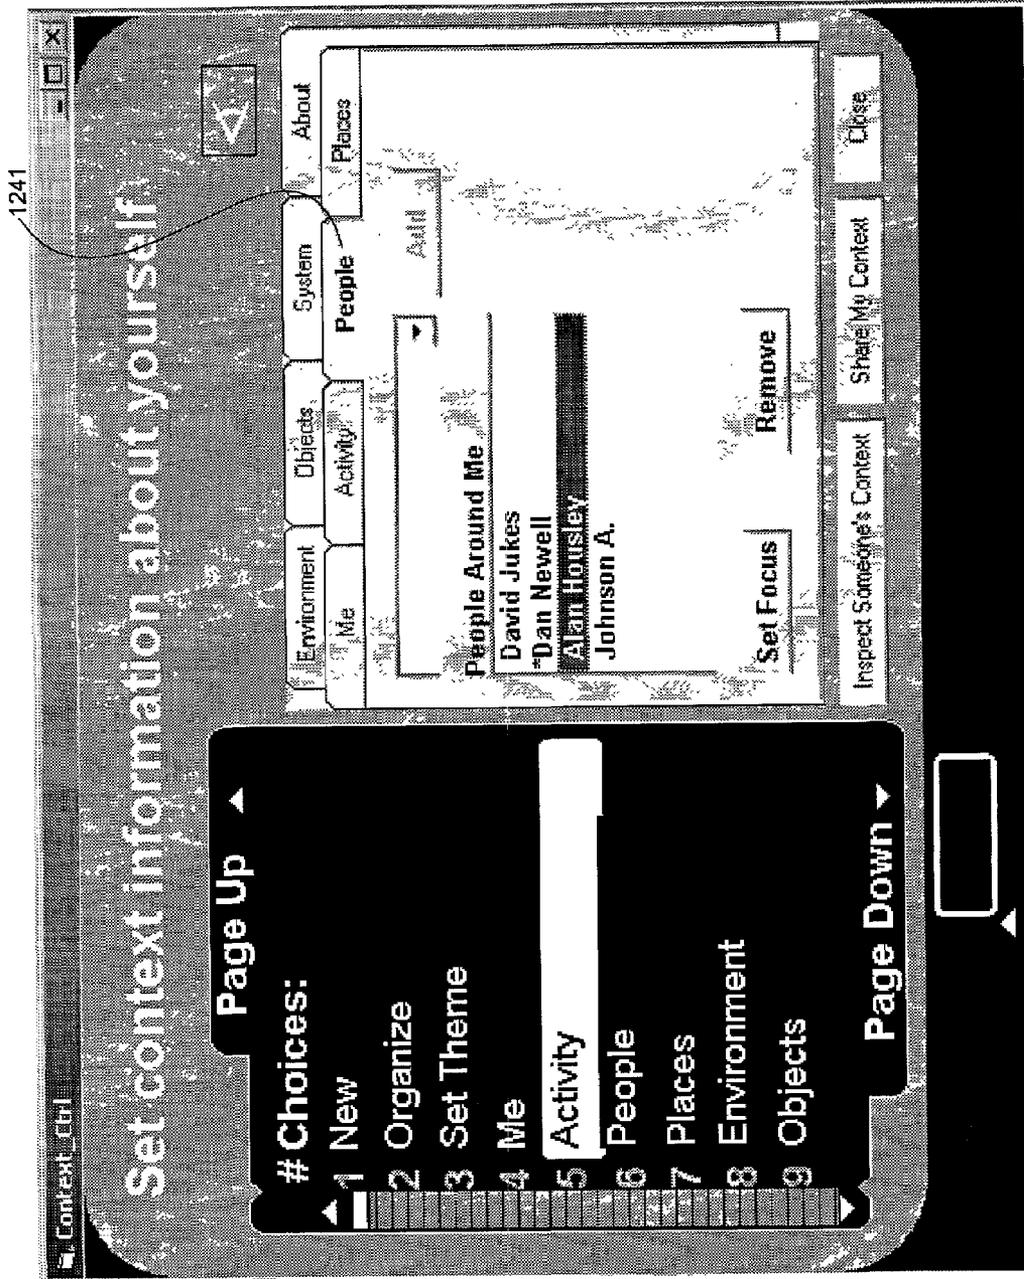 1241
Context_Ctrl
Set context information about yourself.
Page Up
# Choices:
1 New
2 Organize
3 Set Theme
4 Me
5 Activity
6 People
7 Places
8 Environment
9 Objects
Page Down
Environment Objects System About
Me Activity People Places
Add
People Around Me
David Jukes
*Dan Newell
Alan Housley
Johnson A.
Set Focus Remove
Inspect Someone's Context Share My Context Close